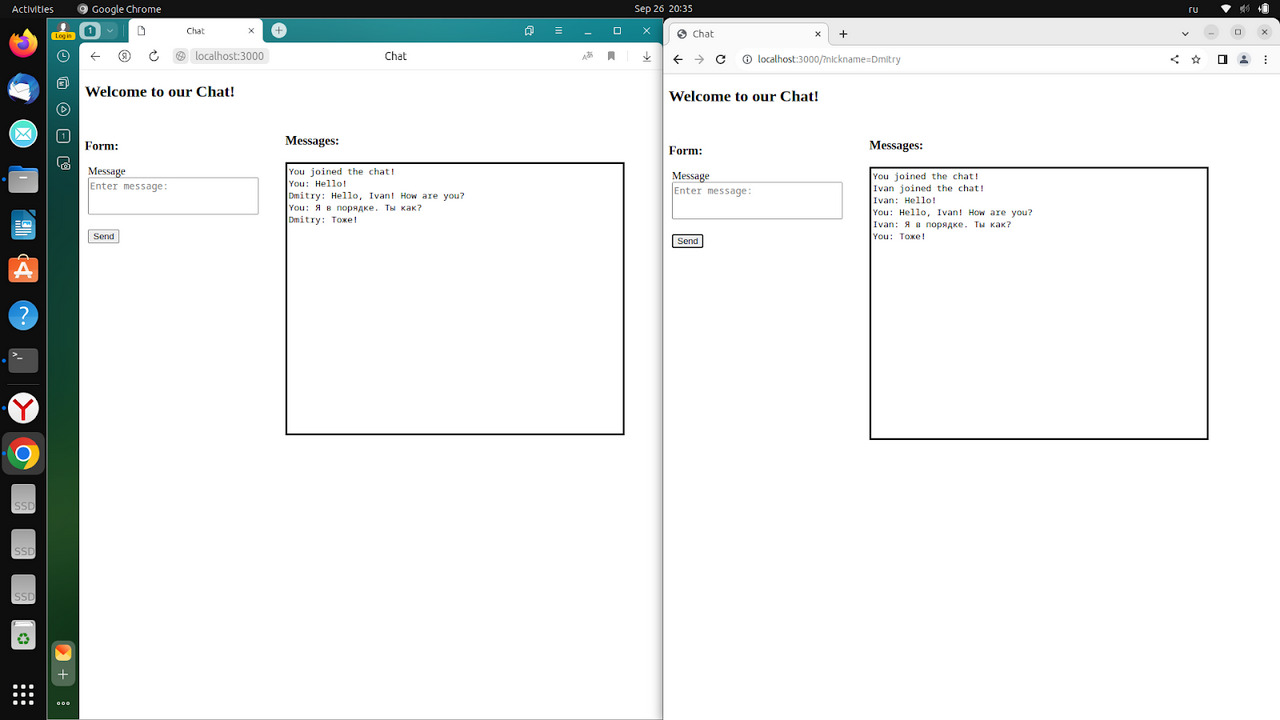 Activities
Google Chrome
Sep 26 20:35
ru
Log in
1
Chat
localhost:3000
Chat
1
Welcome to our Chat!
Form:
Message
Enter message:
Send
Messages:
You joined the chat!
You: Hello!
Dmitry: Hello, Ivan! How are you?
You: Я в порядке. Ты как?
Dmitry: Тоже!
SSD
SSD
SSD
Chat
localhost:3000/?nickname=Dmitry
Welcome to our Chat!
Form:
Message
Enter message:
Send
Messages:
You joined the chat!
Ivan joined the chat!
Ivan: Hello!
You: Hello, Ivan! How are you?
Ivan: Я в порядке. Ты как?
You: Тоже!